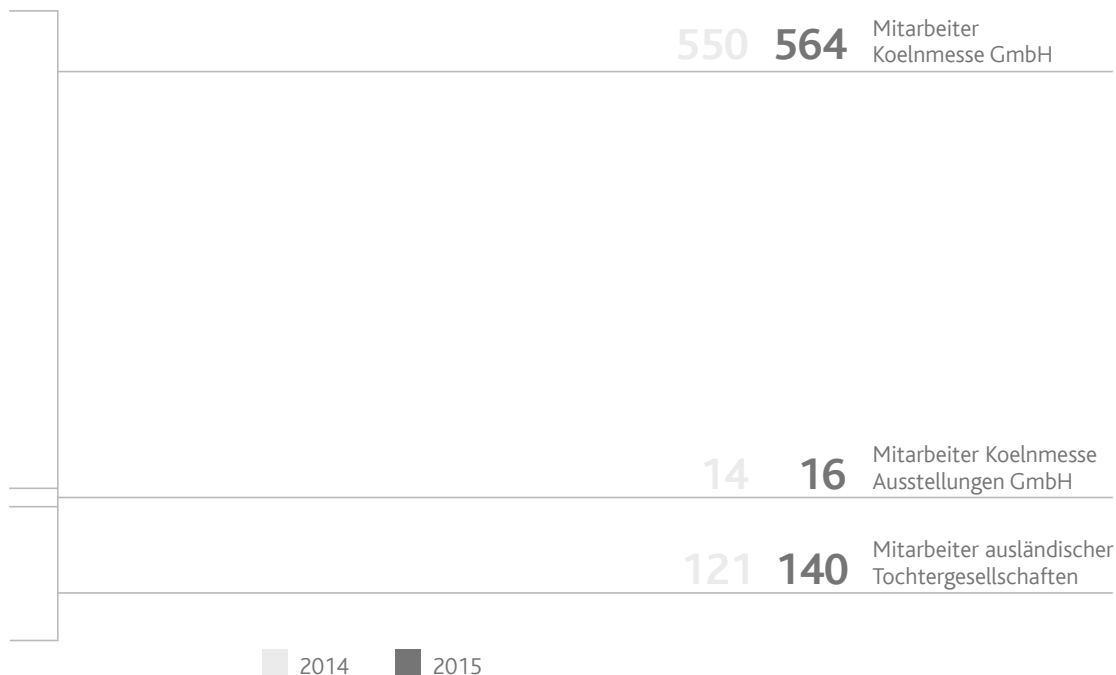 550 564 Mitarbeiter
Koelnmesse GmbH
14 16 Mitarbeiter Koelnmesse
Ausstellungen GmbH
121 140 Mitarbeiter ausländischer
Tochtergesellschaften
2014 2015